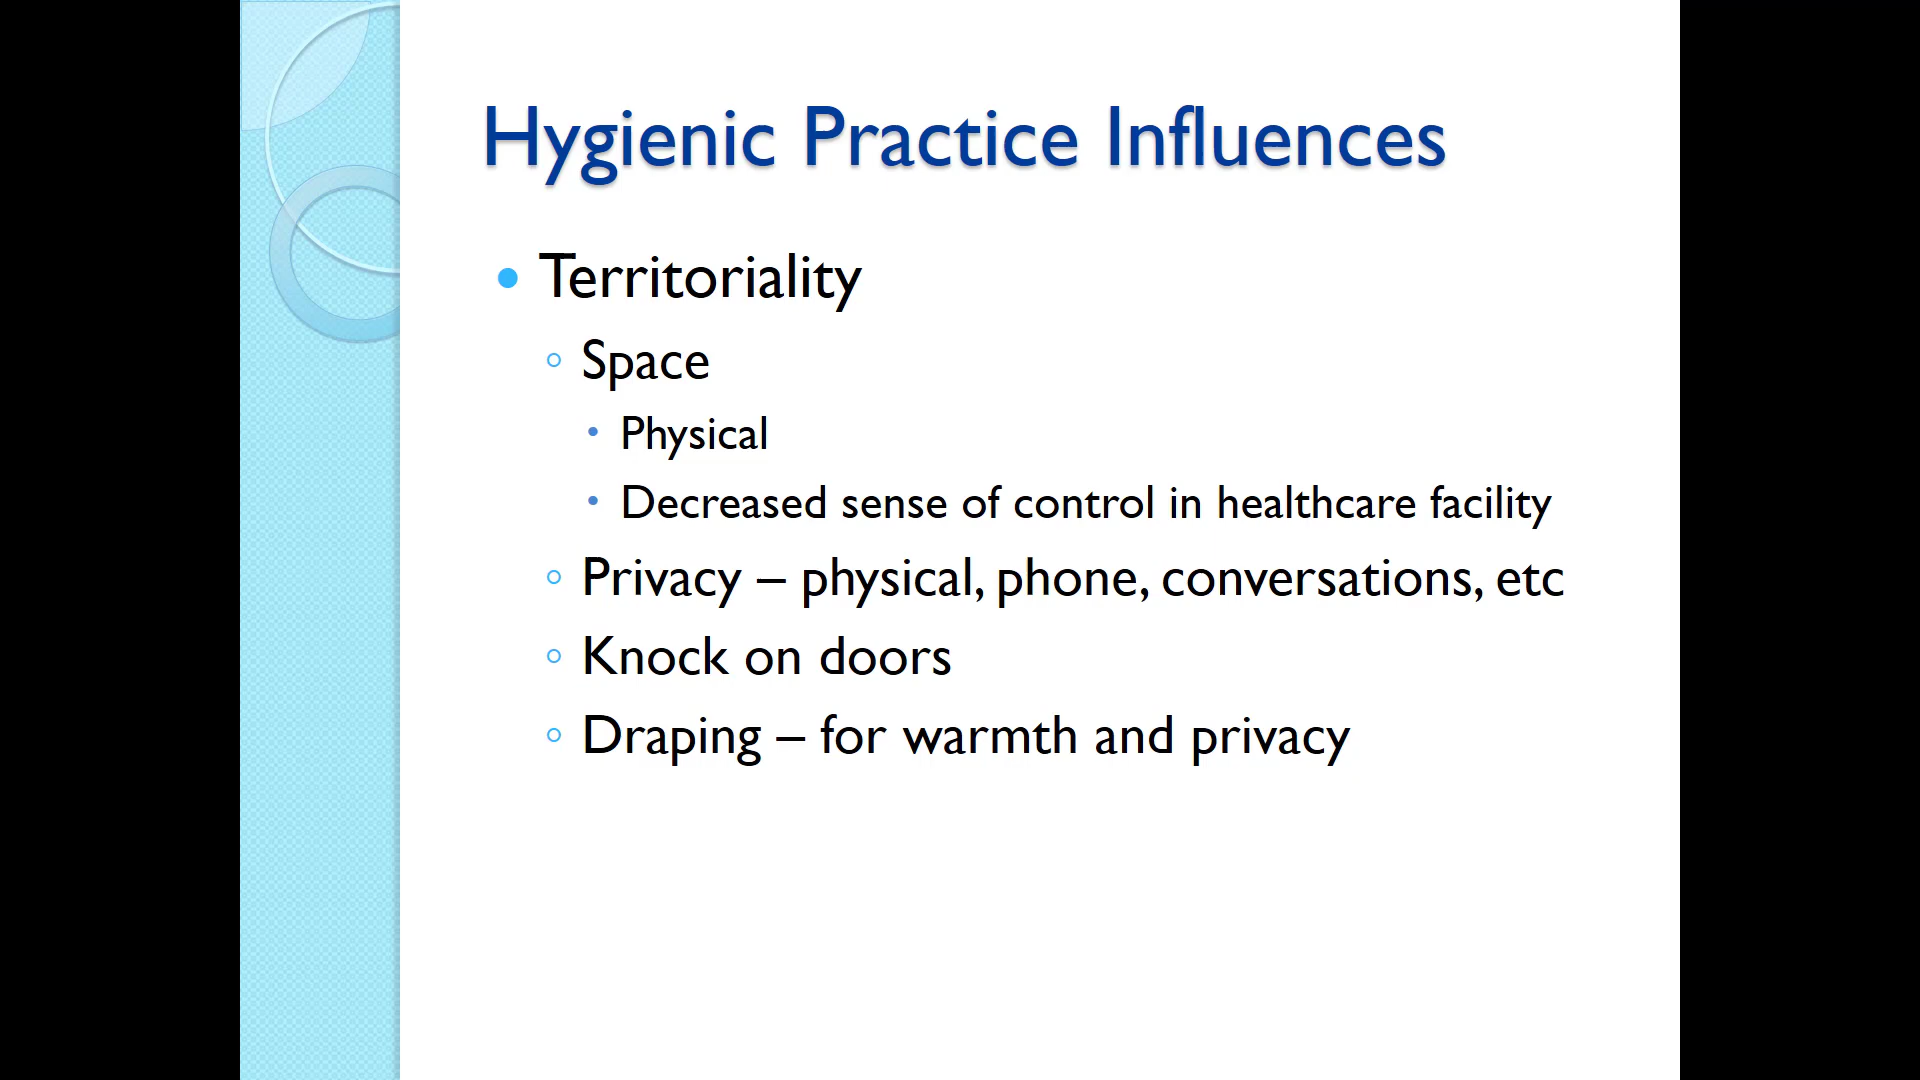 Hygienic Practice Influences
Territoriality
Space
Physical
Decreased sense of control in healthcare facility
Privacy – physical, phone, conversations, etc
Knock on doors
Draping – for warmth and privacy